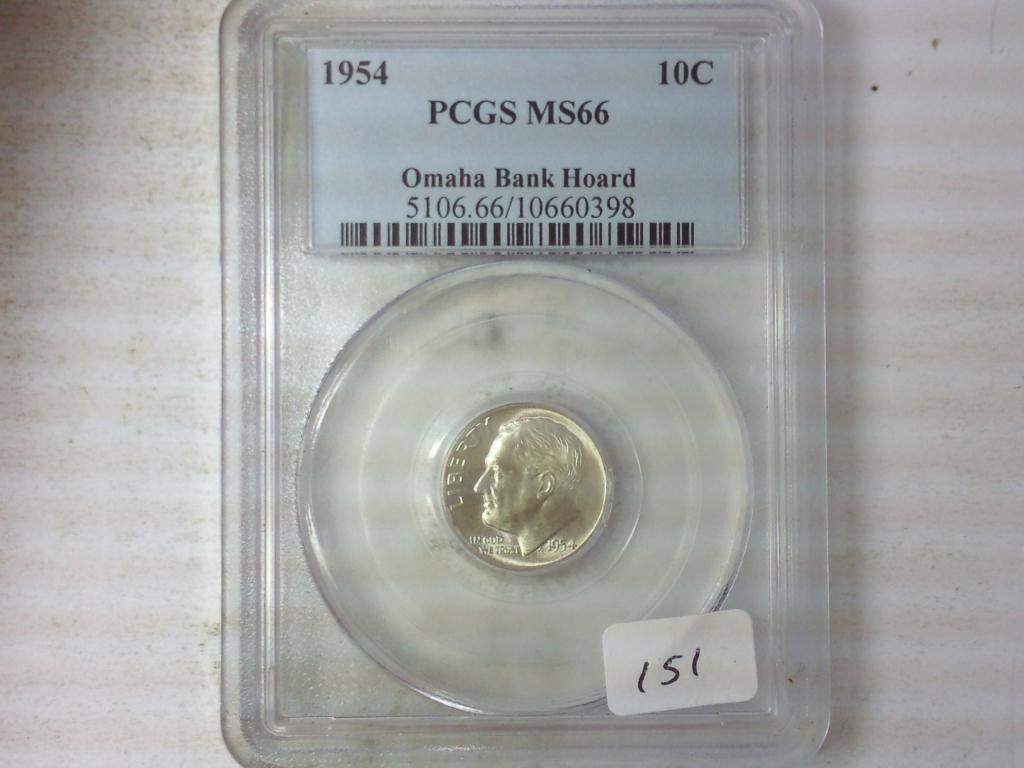 1954 10C
PCGS MS66
Omaha Bank Hoard
5106.66/10660398
LIBERTY
IN GOD
WE TRUST
1954
151